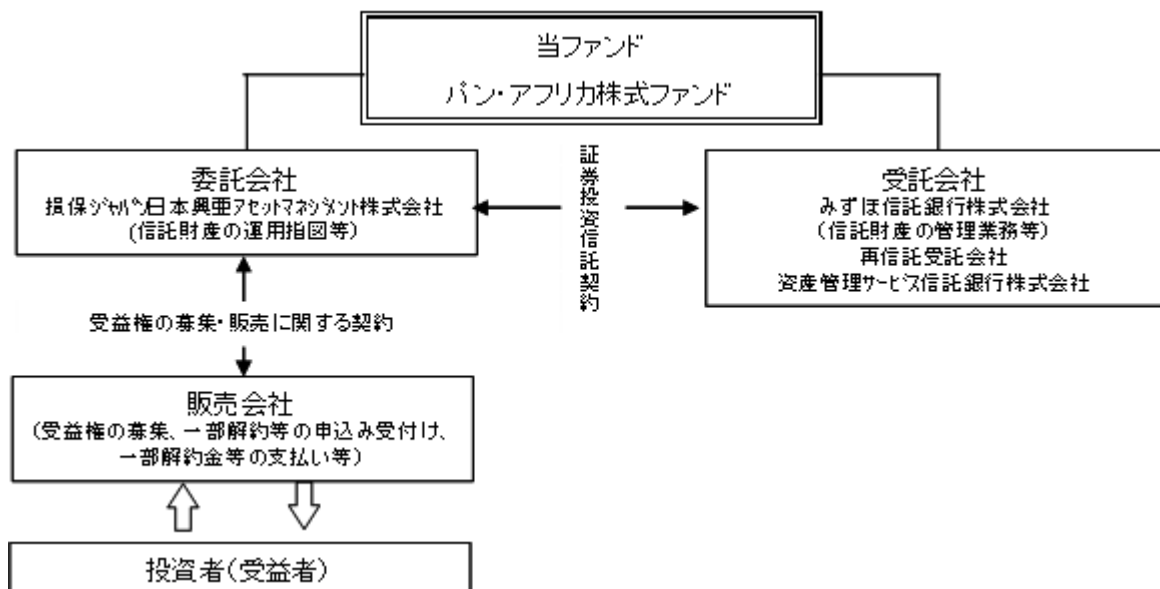 当ファンド
パン・アフリカ株式ファンド
委託会社
損保ジャパン日本興亜アセットマネジメント株式会社
(信託財産の運用指図等)
証券投資信託契約
受託会社
みずほ信託銀行株式会社
(信託財産の管理業務等)
再信託受託会社
資産管理サービス信託銀行株式会社
受益権の募集・販売に関する契約
販売会社
(受益権の募集、一部解約等の申込み受付け、
一部解約金等の支払い等)
投資者(受益者)